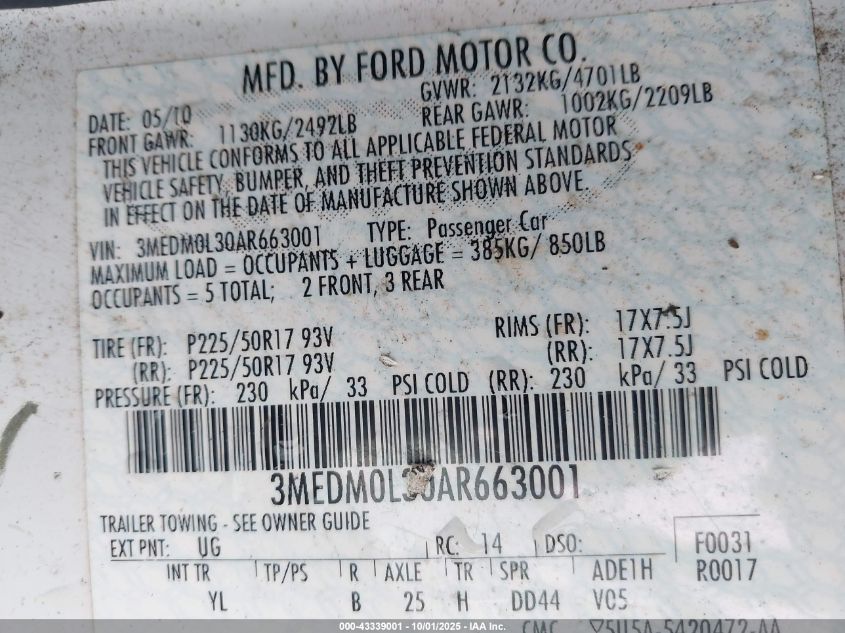 MFD. BY FORD MOTOR CO.
DATE: 05/10 GVWR: 2132KG/4701LB
FRONT GAWR: 1130KG/2492LB REAR GAWR: 1002KG/2209LB
THIS VEHICLE CONFORMS TO ALL APPLICABLE FEDERAL MOTOR
VEHICLE SAFETY, BUMPER, AND THEFT PREVENTION STANDARDS
IN EFFECT ON THE DATE OF MANUFACTURE SHOWN ABOVE.
VIN: 3MEDM0L30AR663001 TYPE: Passenger Car
MAXIMUM LOAD = OCCUPANTS + LUGGAGE = 385KG/ 850LB
OCCUPANTS = 5 TOTAL; 2 FRONT, 3 REAR
TIRE (FR): P225/50R17 93V RIMS (FR): 17X7.5J
(RR): P225/50R17 93V (RR): 17X7.5J
PRESSURE (FR): 230 kPa/ 33 PSI COLD (RR): 230 kPa/ 33 PSI COLD
3MEDM0L30AR663001
TRAILER TOWING - SEE OWNER GUIDE
EXT PNT: UG RC: 14 DSO: F0031
INT TR TP/PS R AXLE TR SPR ADE1H R0017
YL B 25 H DD44 VC5
CMC 5U5A-5420472-AA
000-43339001 - 10/01/2025 - IAA Inc.